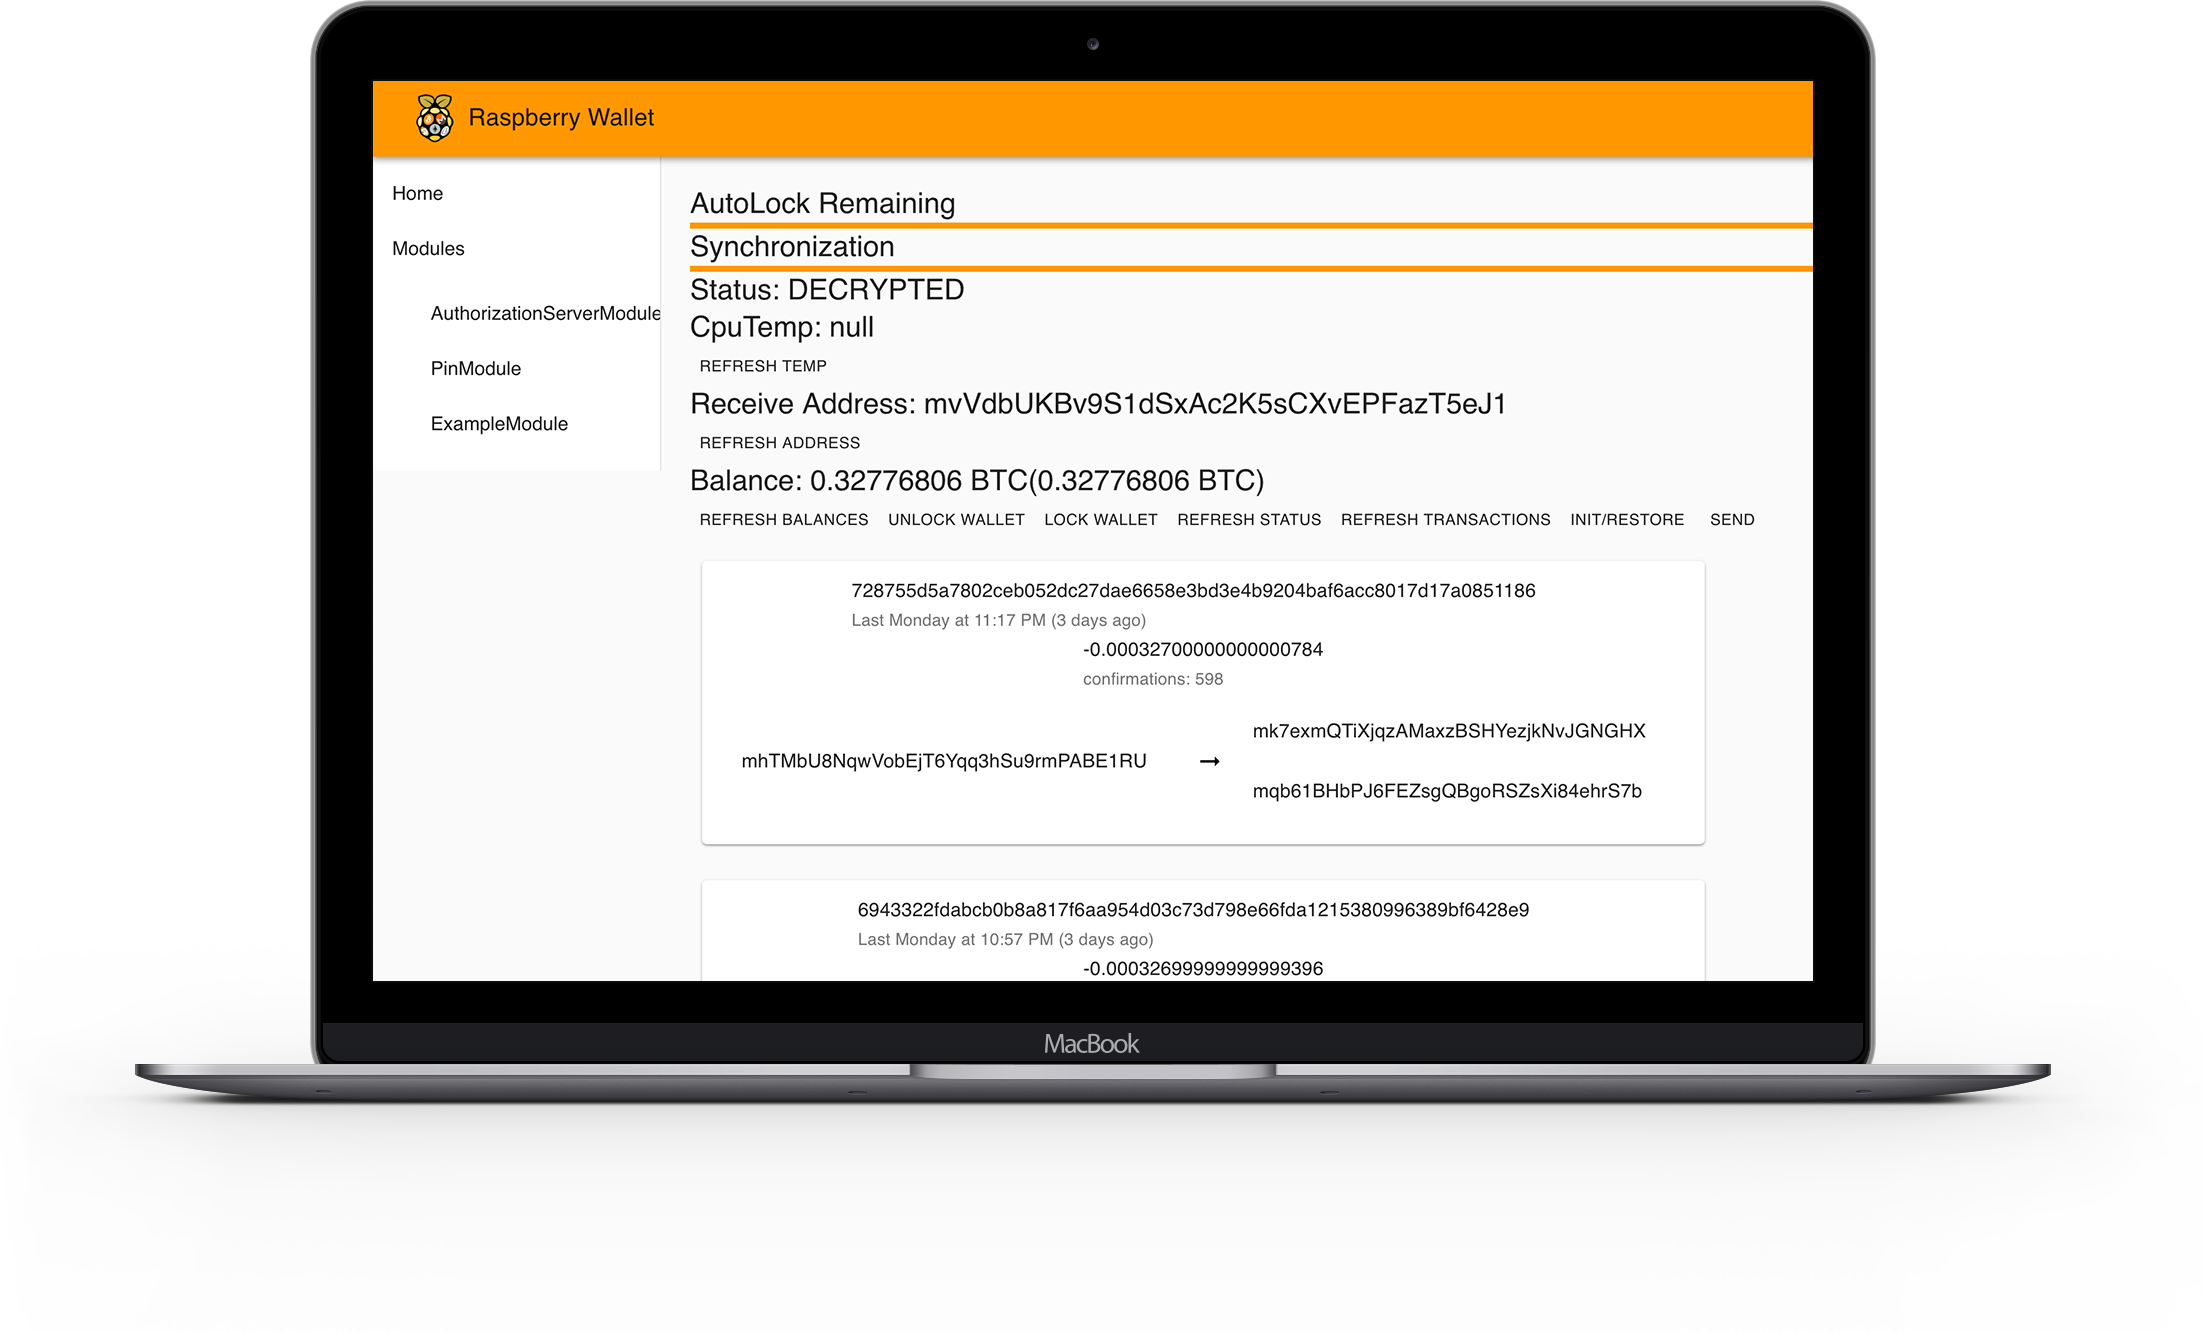 Raspberry Wallet
Home
Modules
AuthorizationServerModule
PinModule
ExampleModule
AutoLock Remaining
Synchronization
Status: DECRYPTED
CpuTemp: null
REFRESH TEMP
Receive Address: mvVdbUKBv9S1dSxAc2K5sCXvEPFazT5eJ1
REFRESH ADDRESS
Balance: 0.32776806 BTC(0.32776806 BTC)
REFRESH BALANCES UNLOCK WALLET LOCK WALLET REFRESH STATUS REFRESH TRANSACTIONS INIT/RESTORE SEND
728755d5a7802ceb052dc27dae6658e3bd3e4b9204baf6acc8017d17a0851186
Last Monday at 11:17 PM (3 days ago)
-0.00032700000000000784
confirmations: 598
mk7exmQTiXjqzAMaxzBSHYezjkNvJGNGHX
mhTMbU8NqwVobEjT6Yqq3hSu9rmPABE1RU → 
mqb61BHbPJ6FEZsgQBgoRSZsXi84ehrS7b
6943322fdabcb0b8a817f6aa954d03c73d798e66fda1215380996389bf6428e9
Last Monday at 10:57 PM (3 days ago)
-0.00032699999999999396
MacBook